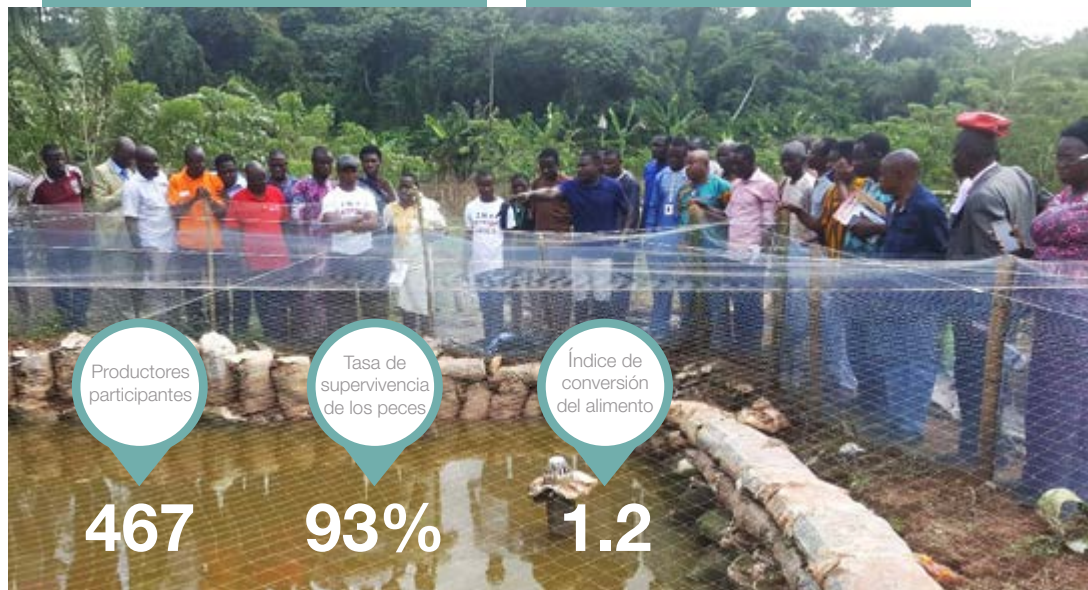 Productores
participantes
467
Tasa de
supervivencia
de los peces
93%
Índice de
conversión
del alimento
1.2